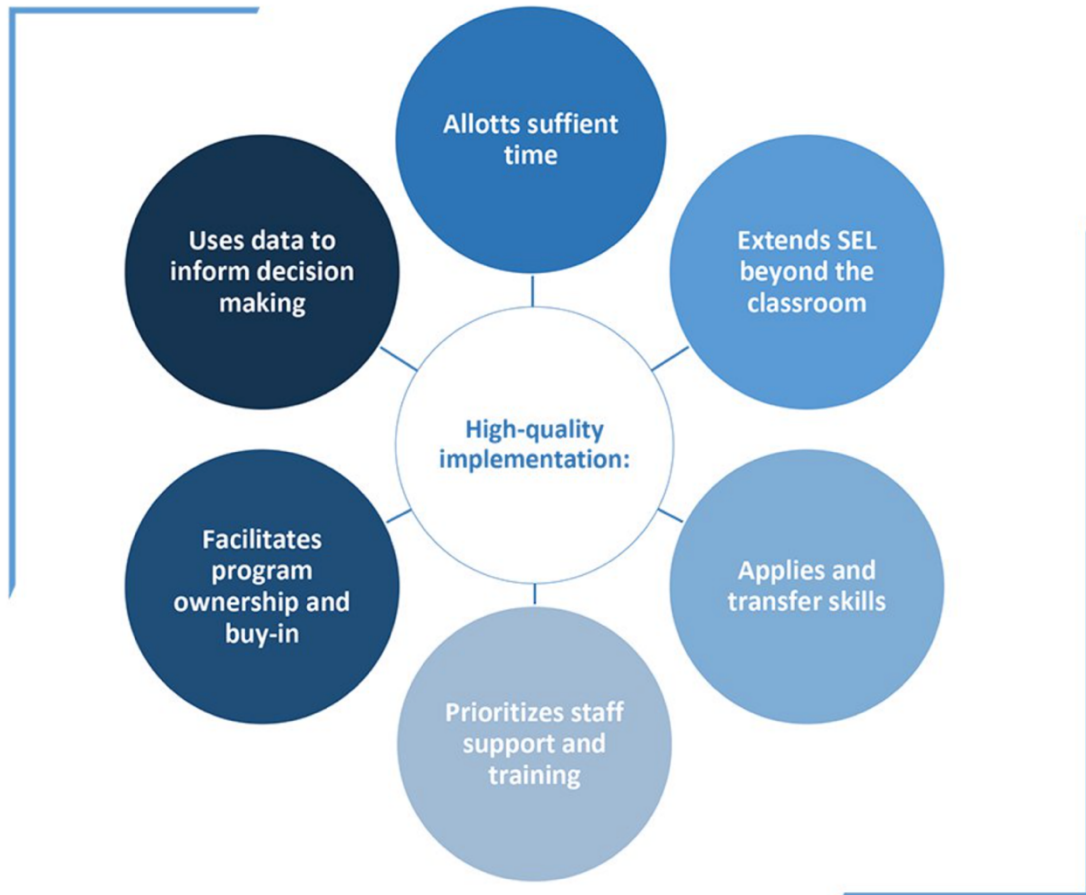 High-quality
implementation:
Allotts suffient
time
Extends SEL
beyond the
classroom
Applies and
transfer skills
Prioritizes staff
support and
training
Facilitates
program
ownership and
buy-in
Uses data to
inform decision
making